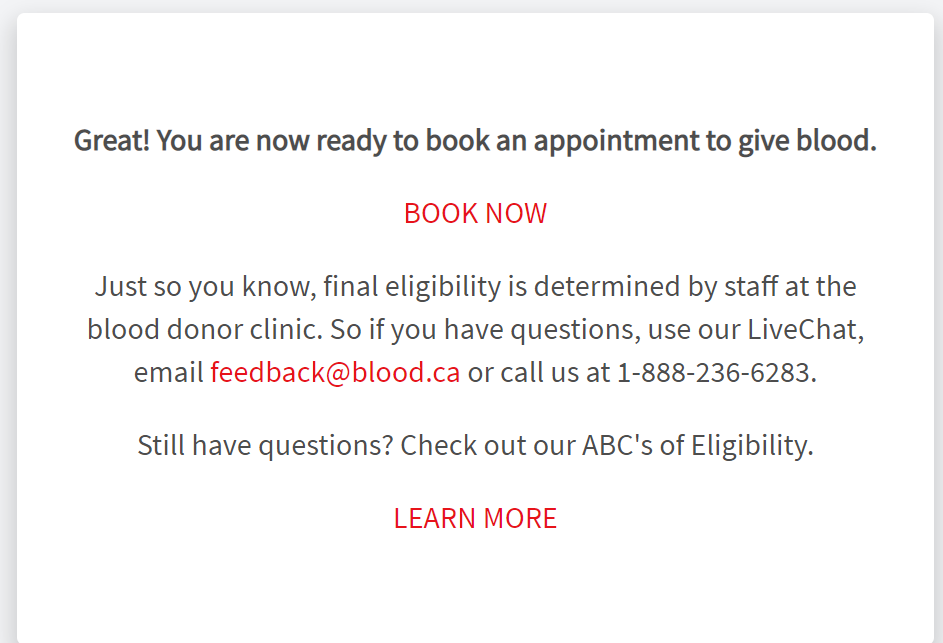 Great! You are now ready to book an appointment to give blood.
BOOK NOW
Just so you know, final eligibility is determined by staff at the
blood donor clinic. So if you have questions, use our LiveChat,
email feedback@blood.ca or call us at 1-888-236-6283.
Still have questions? Check out our ABC's of Eligibility.
LEARN MORE